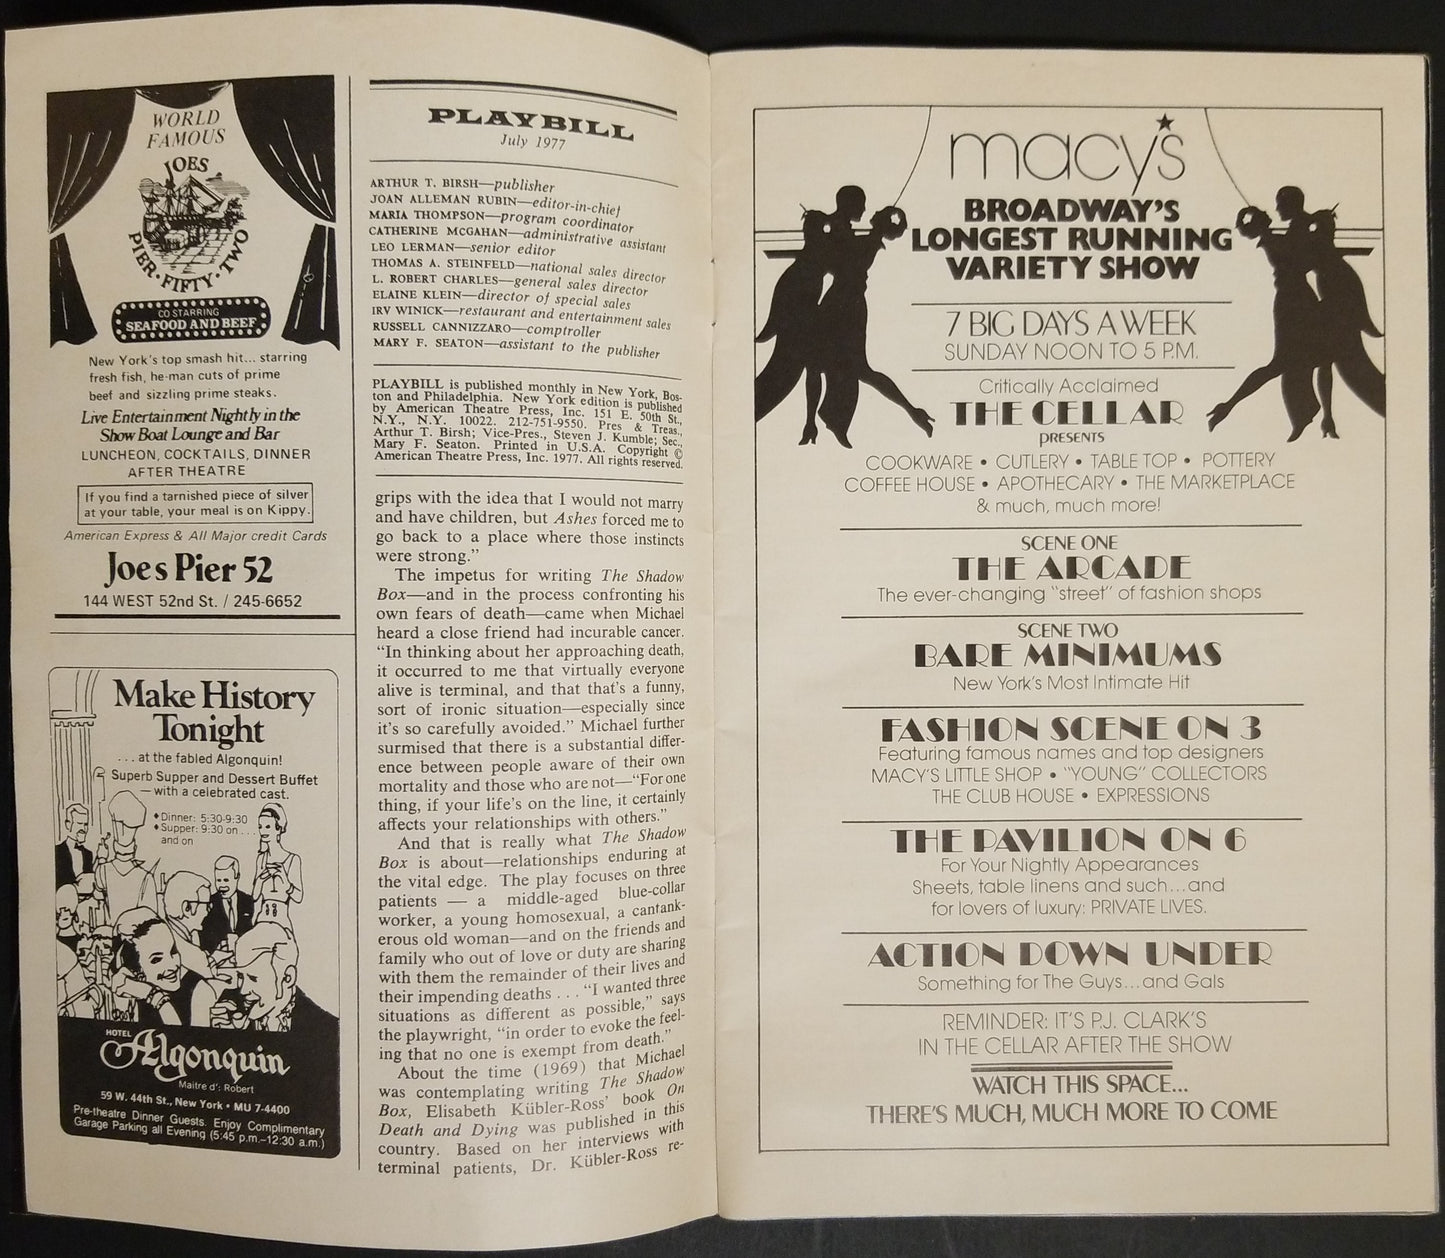 WORLD
FAMOUS
JOES
PIER·FIFTY·TWO
CO STARRING
SEAFOOD AND BEEF
New York's top smash hit... starring
fresh fish, he-man cuts of prime
beef and sizzling prime steaks.
Live Entertainment Nightly in the
Show Boat Lounge and Bar
LUNCHEON, COCKTAILS, DINNER
AFTER THEATRE
If you find a tarnished piece of silver
at your table, your meal is on Kippy.
American Express & All Major credit Cards
Joes Pier 52
144 WEST 52nd St. / 245-6652
Make History
Tonight
... at the fabled Algonquin!
Superb Supper and Dessert Buffet
—with a celebrated cast.
♦Dinner: 5:30-9:30
♦Supper: 9:30 on...
and on
HOTEL
Algonquin
Maitre d': Robert
59 W. 44th St., New York • MU 7-4400
Pre-theatre Dinner Guests. Enjoy Complimentary
Garage Parking all Evening (5:45 p.m.–12:30 a.m.)
PLAYBILL
July 1977
ARTHUR T. BIRSH—publisher
JOAN ALLEMAN RUBIN—editor-in-chief
MARIA THOMPSON—program coordinator
CATHERINE MCGAHAN—administrative assistant
LEO LERMAN—senior editor
THOMAS A. STEINFELD—national sales director
L. ROBERT CHARLES—general sales director
ELAINE KLEIN—director of special sales
IRV WINICK—restaurant and entertainment sales
RUSSELL CANNIZZARO—comptroller
MARY F. SEATON—assistant to the publisher
PLAYBILL is published monthly in New York, Bos-
ton and Philadelphia. New York edition is published
by American Theatre Press, Inc. 151 E. 50th St.,
N.Y., N.Y. 10022. 212-751-9550. Pres & Treas.,
Arthur T. Birsh; Vice-Pres., Steven J. Kumble; Sec.,
Mary F. Seaton. Printed in U.S.A. Copyright ©
American Theatre Press, Inc. 1977. All rights reserved.
grips with the idea that I would not marry
and have children, but Ashes forced me to
go back to a place where those instincts
were strong."
The impetus for writing The Shadow
Box—and in the process confronting his
own fears of death—came when Michael
heard a close friend had incurable cancer.
"In thinking about her approaching death,
it occurred to me that virtually everyone
alive is terminal, and that that's a funny,
sort of ironic situation—especially since
it's so carefully avoided." Michael further
surmised that there is a substantial differ-
ence between people aware of their own
mortality and those who are not—"For one
thing, if your life's on the line, it certainly
affects your relationships with others."
And that is really what The Shadow
Box is about—relationships enduring at
the vital edge. The play focuses on three
patients — a middle-aged blue-collar
worker, a young homosexual, a cantank-
erous old woman—and on the friends and
family who out of love or duty are sharing
with them the remainder of their lives and
their impending deaths . . . "I wanted three
situations as different as possible," says
the playwright, "in order to evoke the feel-
ing that no one is exempt from death."
About the time (1969) that Michael
was contemplating writing The Shadow
Box, Elisabeth Kübler-Ross' book On
Death and Dying was published in this
country. Based on her interviews with
terminal patients, Dr. Kübler-Ross re-
macy's
BROADWAY'S
LONGEST RUNNING
VARIETY SHOW
7 BIG DAYS A WEEK
SUNDAY NOON TO 5 P.M.
Critically Acclaimed
THE CELLAR
PRESENTS
COOKWARE • CUTLERY • TABLE TOP • POTTERY
COFFEE HOUSE • APOTHECARY • THE MARKETPLACE
& much, much more!
SCENE ONE
THE ARCADE
The ever-changing "street" of fashion shops
SCENE TWO
BARE MINIMUMS
New York's Most Intimate Hit
FASHION SCENE ON 3
Featuring famous names and top designers
MACY'S LITTLE SHOP • "YOUNG" COLLECTORS
THE CLUB HOUSE • EXPRESSIONS
THE PAVILION ON 6
For Your Nightly Appearances
Sheets, table linens and such...and
for lovers of luxury: PRIVATE LIVES.
ACTION DOWN UNDER
Something for The Guys...and Gals
REMINDER: IT'S P.J. CLARK'S
IN THE CELLAR AFTER THE SHOW
WATCH THIS SPACE...
THERE'S MUCH, MUCH MORE TO COME